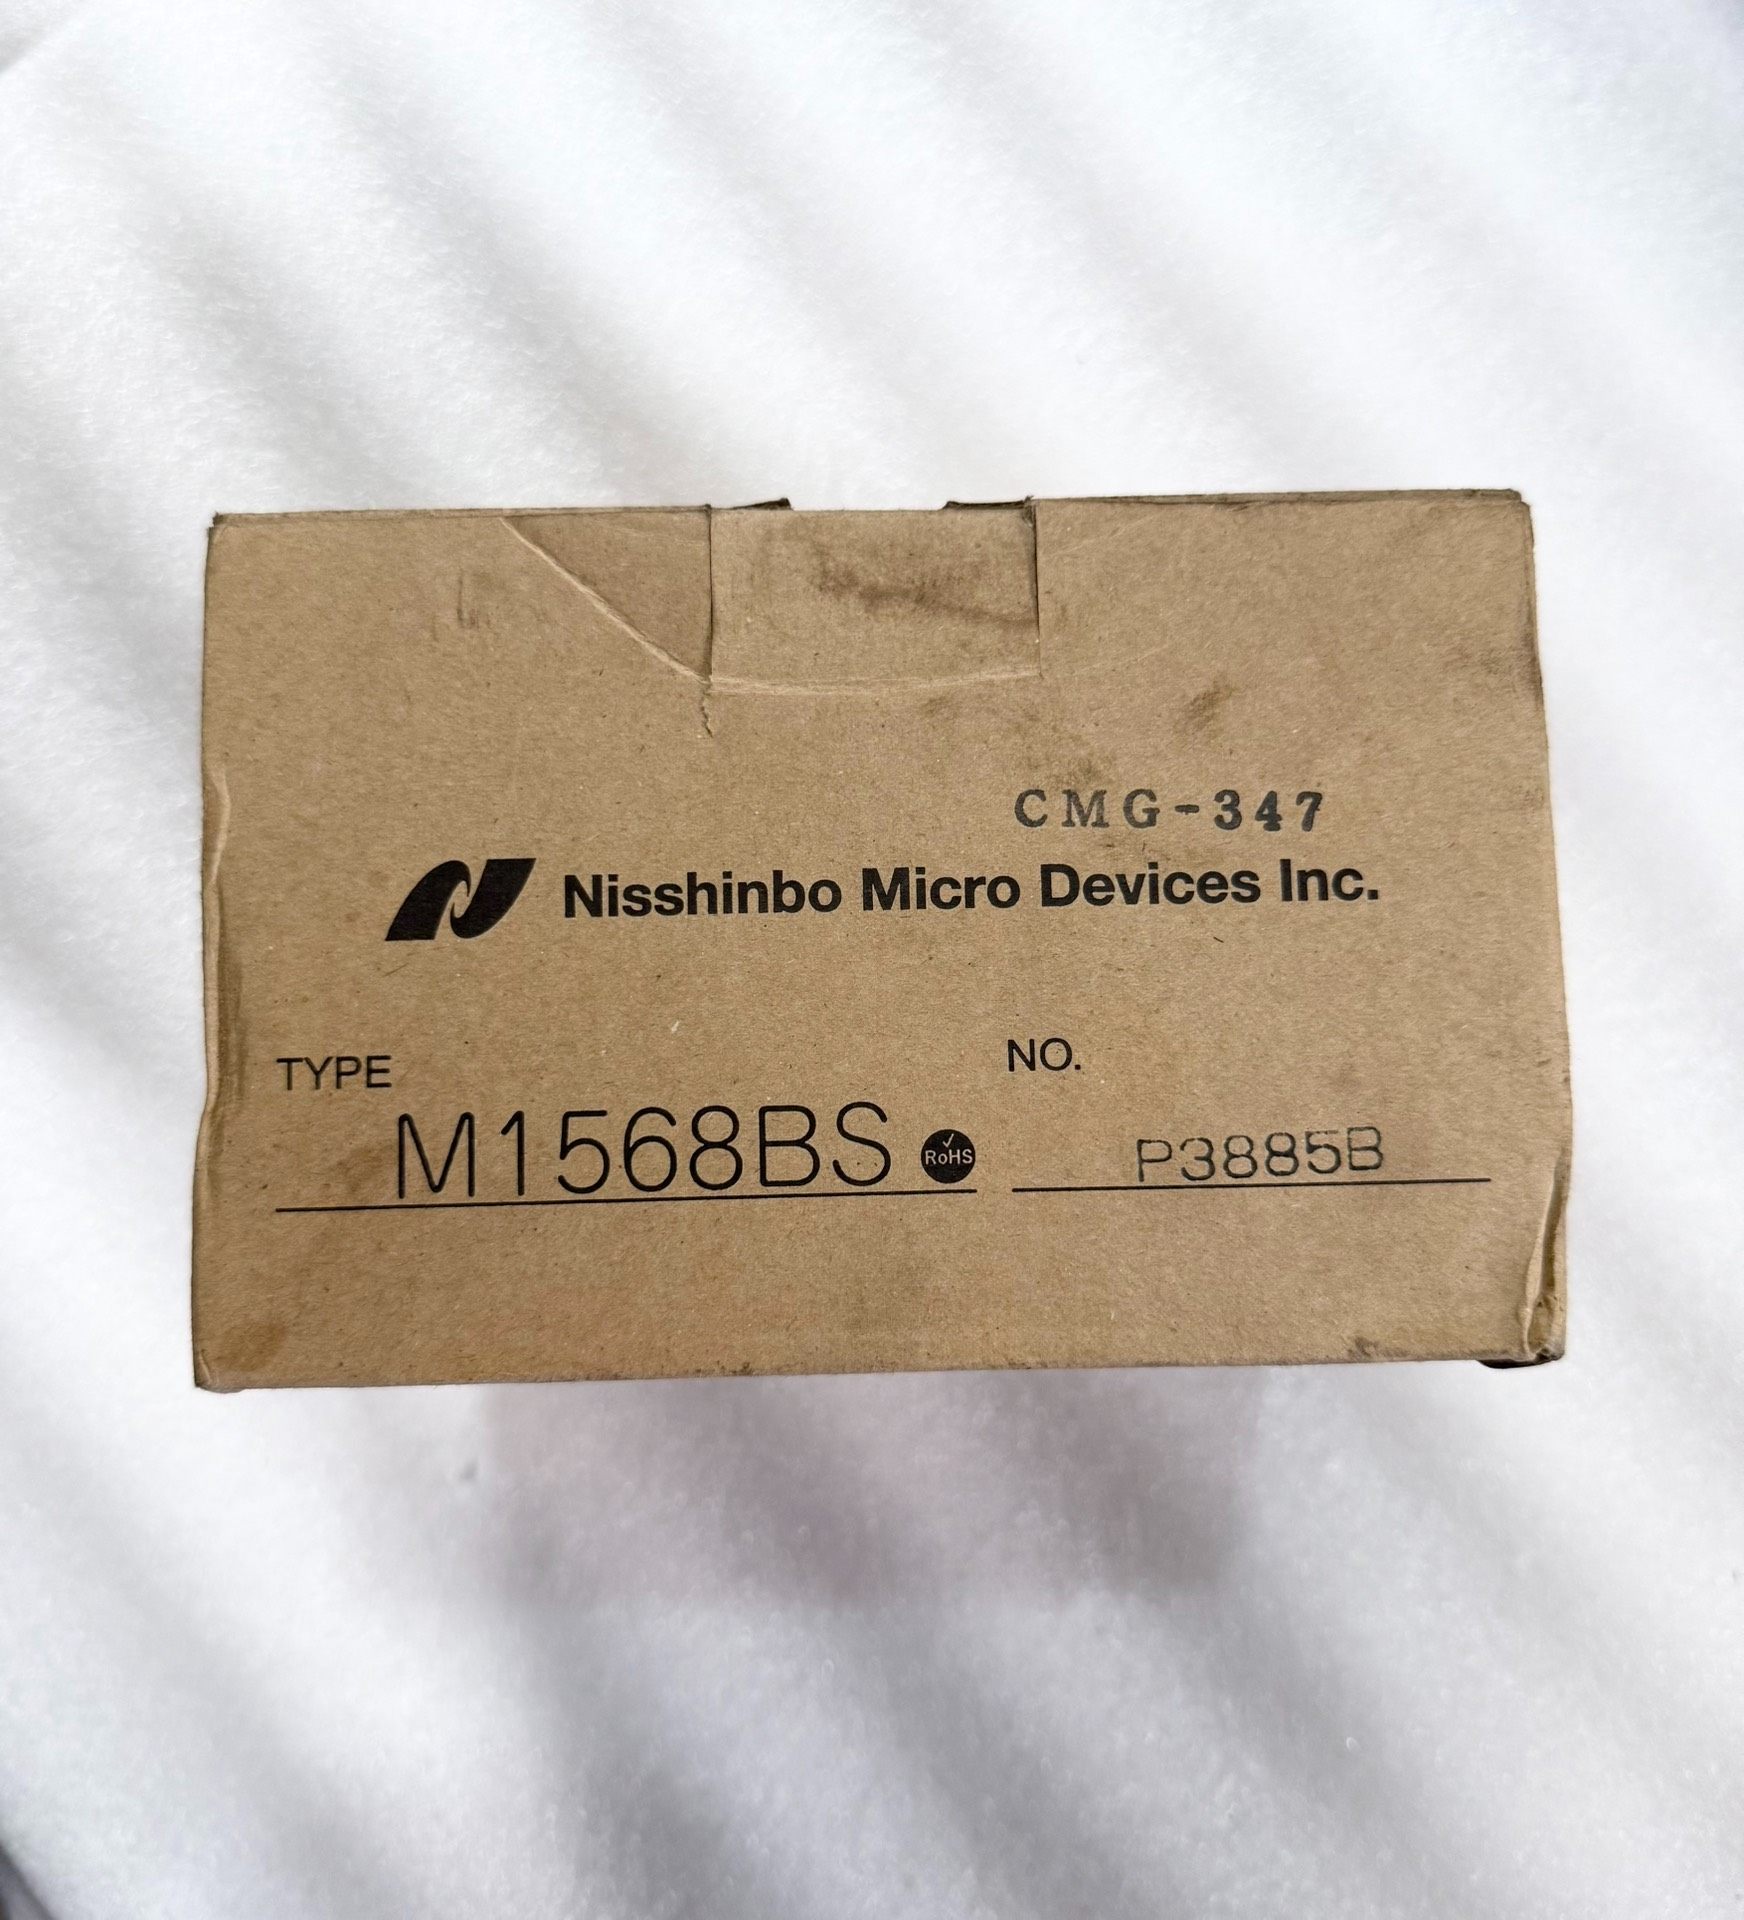 CMG-347
Nisshinbo Micro Devices Inc.
TYPE
M1568BS RoHS
NO.
P3885B